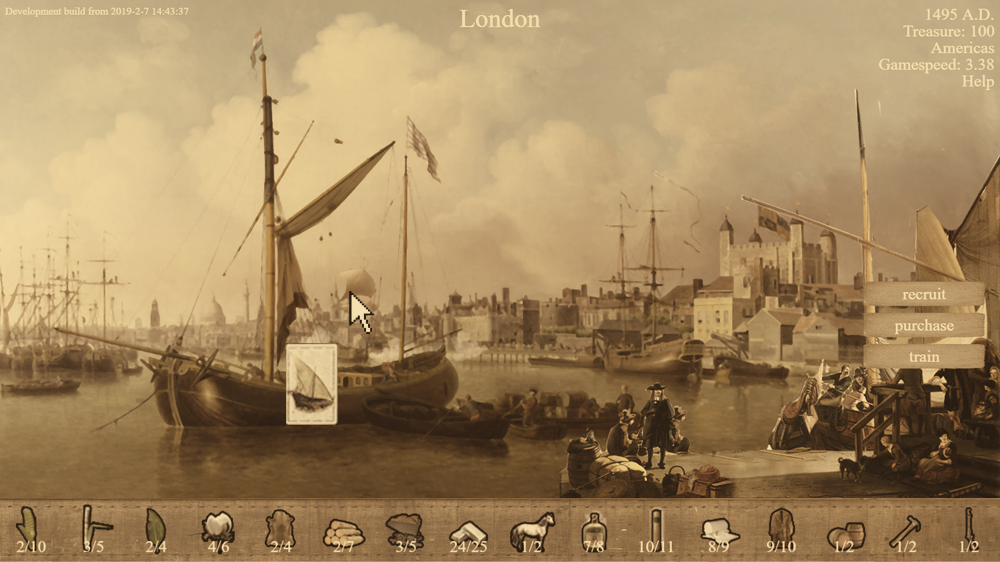 Development build from 2019-2-7 14:43:37
London
1495 A.D.
Treasure: 100
Americas
Gamespeed: 3.38
Help
recruit
purchase
train
2/10
3/5
2/4
4/6
2/4
2/7
3/5
24/25
1/2
7/8
10/11
8/9
9/10
1/2
1/2
1/2